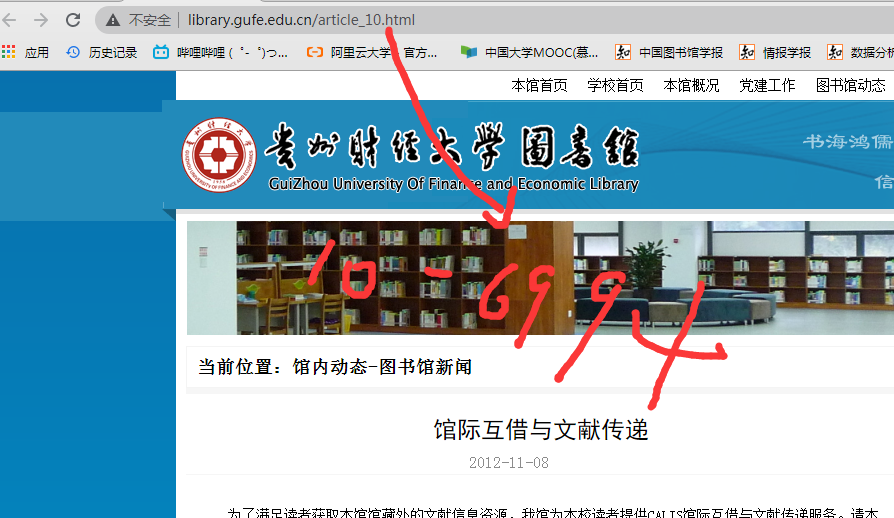 不安全 library.gufe.edu.cn/article_10.html
应用 历史记录 哔哩哔哩 ( ゜- ゜)つ... 阿里云大学，官方... 中国大学MOOC(慕... 知 中国图书馆学报 知 情报学报 知 数据分析
本馆首页 学校首页 本馆概况 党建工作 图书馆动态
贵州财经大学图书馆
GuiZhou University Of Finance and Economic Library
书海鸿儒
信
10-6994
当前位置：馆内动态-图书馆新闻
馆际互借与文献传递
2012-11-08
为了满足读者获取本馆馆藏外的文献信息资源，我馆为本校读者提供CALIS馆际互借与文献传递服务。请本